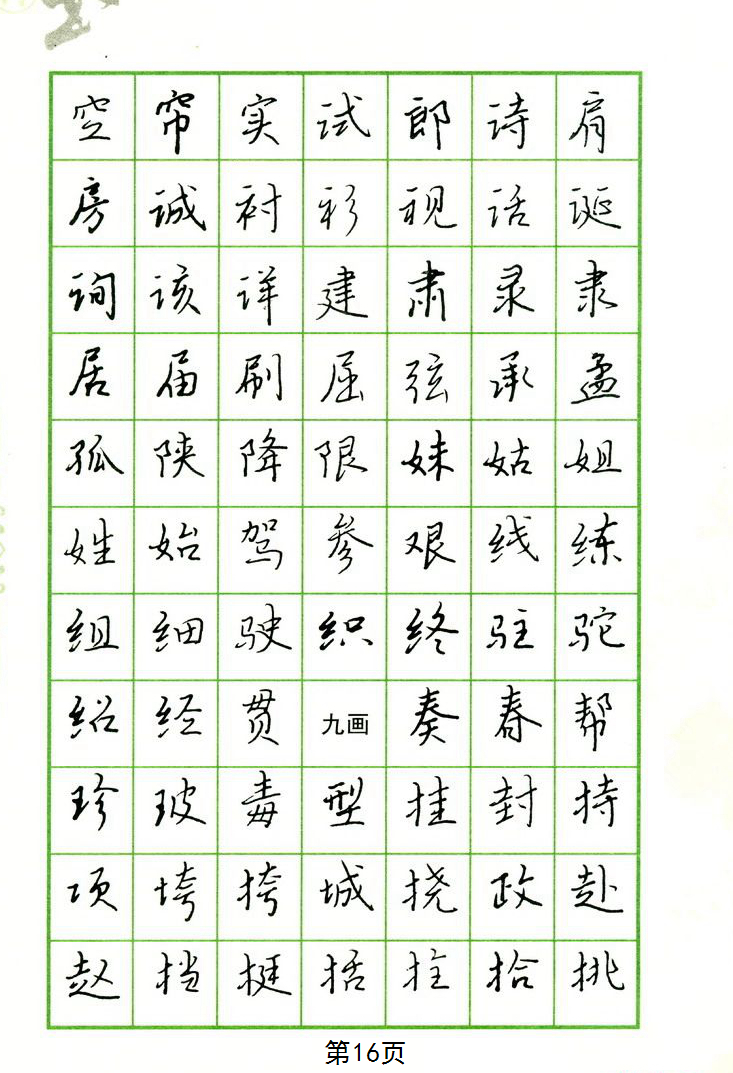 空帘实试郎诗肩
房诚衬衫视话诞
询该详建肃录隶
居届刷屈弦承孟
孤陕降限妹姑姐
姓始驾参艰线练
组细驶织终驻驼
绍经贯九画奏春帮
珍玻毒型挂封持
项垮挎城挠政赴
赵挡挺括拴拾挑
第16页